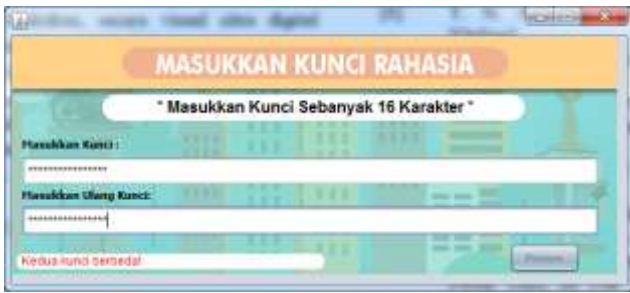 MASUKKAN KUNCI RAHASIA
* Masukkan Kunci Sebanyak 16 Karakter *
Masukkan Kunci :
****************
Masukkan Ulang Kunci:
****************
Kedua kunci berbeda!